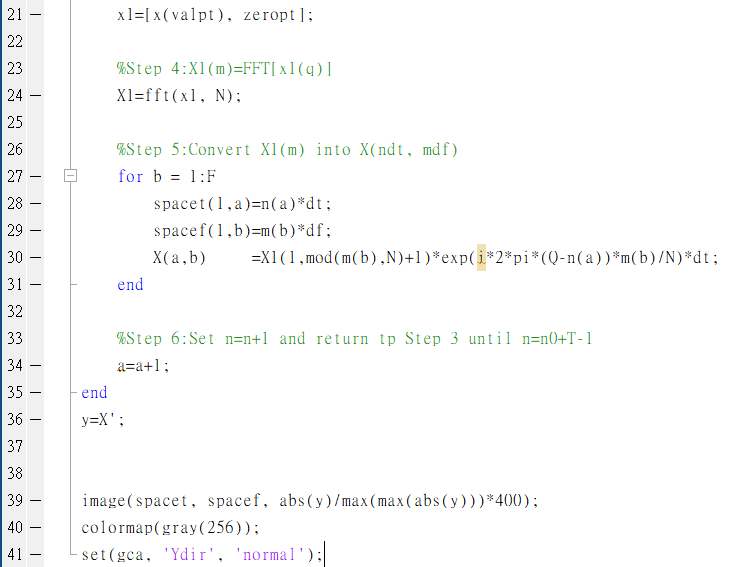 21 — x1=[x(valpt), zeropt];
22
23 %Step 4:X1(m)=FFT[x1(q)]
24 — X1=fft(x1, N);
25
26 %Step 5:Convert X1(m) into X(ndt, mdf)
27 — for b = 1:F
28 — spacet(1,a)=n(a)*dt;
29 — spacef(1,b)=m(b)*df;
30 — X(a,b) =X1(1,mod(m(b),N)+1)*exp(i*2*pi*(Q-n(a))*m(b)/N)*dt;
31 — end
32
33 %Step 6:Set n=n+1 and return tp Step 3 until n=n0+T-1
34 — a=a+1;
35 — end
36 — y=X';
37
38
39 — image(spacet, spacef, abs(y)/max(max(abs(y)))*400);
40 — colormap(gray(256));
41 — set(gca, 'Ydir', 'normal');